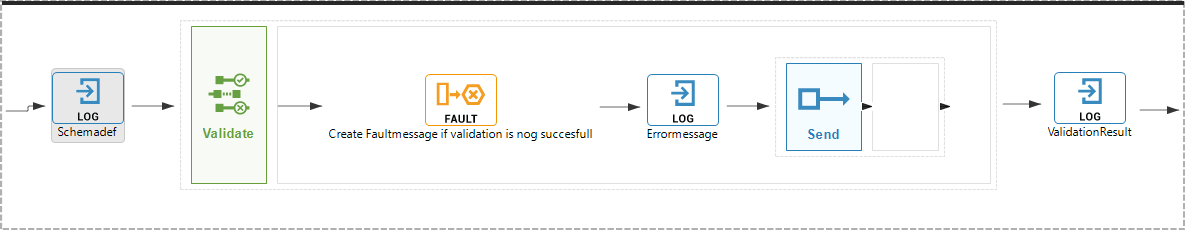 LOG
Schemadef
Validate
FAULT
Create Faultmessage if validation is nog succesfull
LOG
Errormessage
Send
LOG
ValidationResult